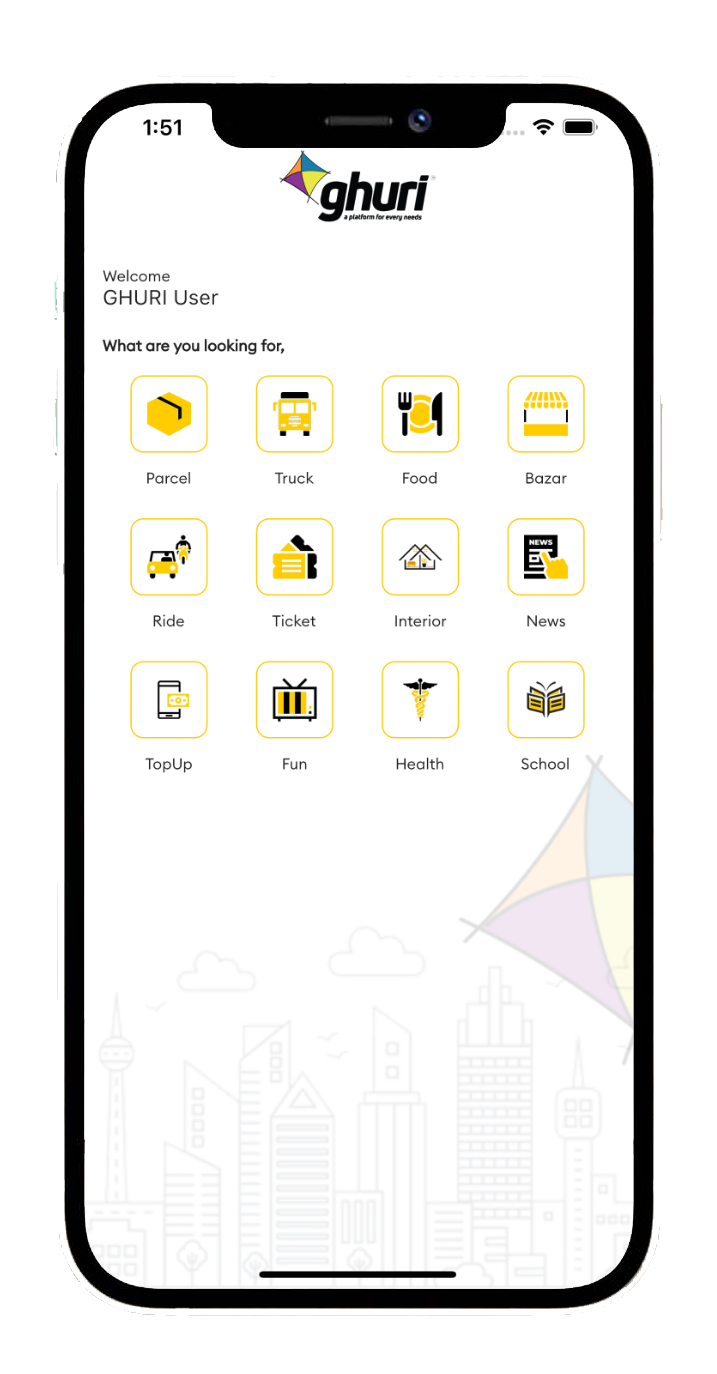 1:51
ghuri
a platform for every needs
Welcome
GHURI User
What are you looking for,
Parcel
Truck
Food
Bazar
NEWS
Ride
Ticket
Interior
News
TopUp
Fun
Health
School